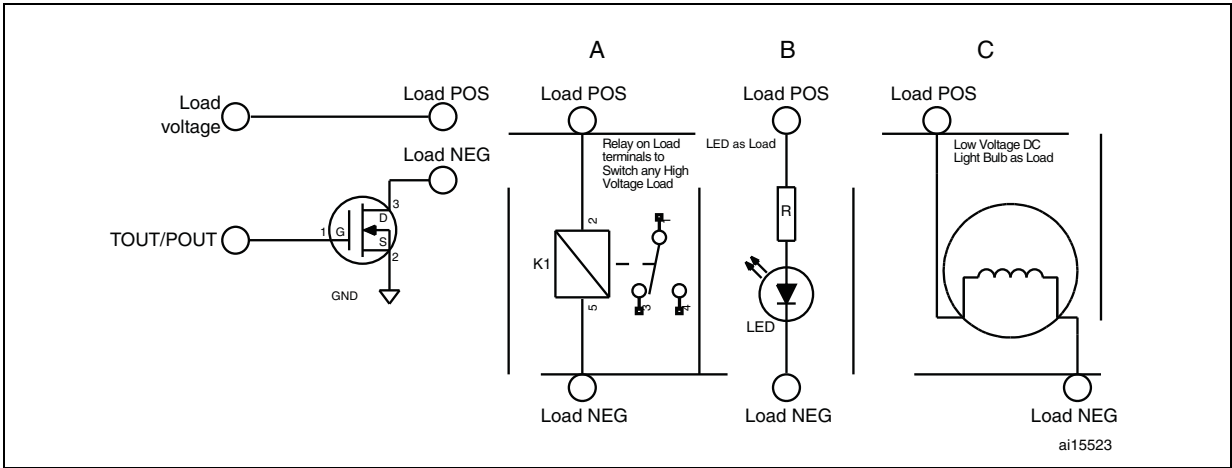 A
B
C
Load
voltage
Load POS
Load NEG
TOUT/POUT
1
G
D
S
3
2
GND
Load POS
Relay on Load
terminals to
Switch any High
Voltage Load
K1
2
5
1
3
4
Load NEG
Load POS
LED as Load
R
LED
Load NEG
Load POS
Low Voltage DC
Light Bulb as Load
Load NEG
ai15523